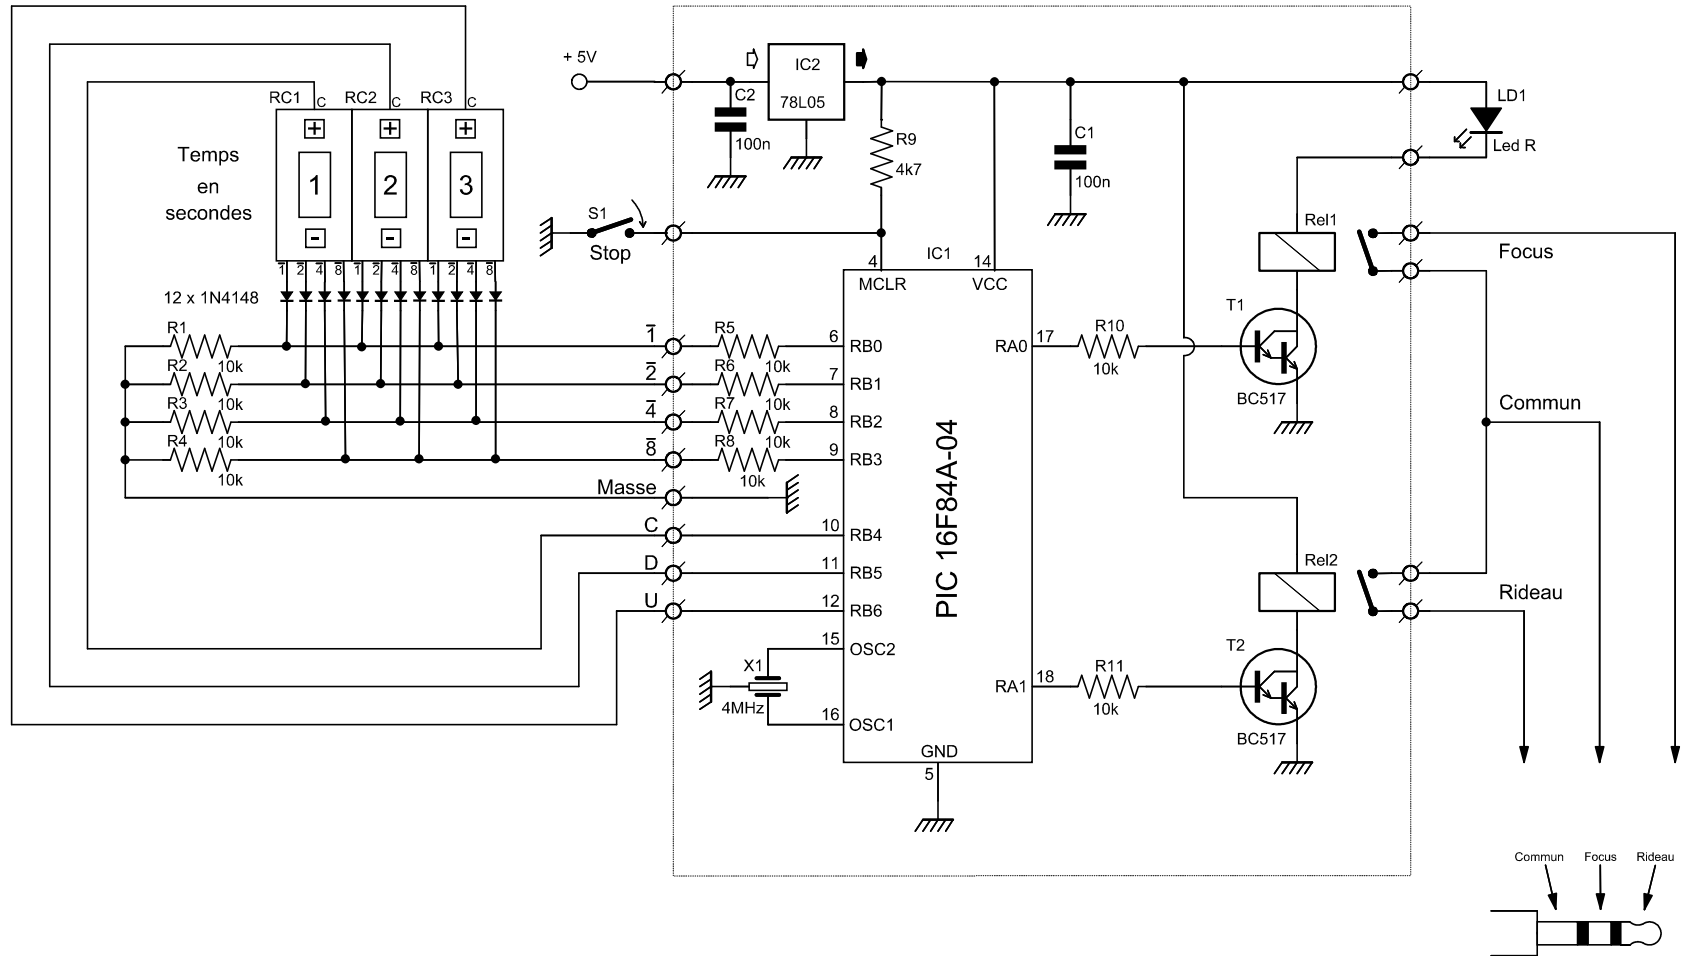 + 5V
IC2
78L05
C2
100n
R9
4k7
C1
100n
LD1
Led R
RC1
C
RC2
C
RC3
C
+
+
+
1
2
3
-
-
-
Temps
en
secondes
1̅ 2̅ 4̅ 8̅ 1̅ 2̅ 4̅ 8̅ 1̅ 2̅ 4̅ 8̅
12 x 1N4148
S1
Stop
IC1
4
14
MCLR
VCC
Rel1
Focus
R1
10k
R2
10k
R3
10k
R4
10k
1̅
2̅
4̅
8̅
R5
10k
R6
10k
R7
10k
R8
10k
6
RB0
7
RB1
8
RB2
9
RB3
Masse
C
10
RB4
D
11
RB5
U
12
RB6
15
OSC2
16
OSC1
X1
4MHz
PIC 16F84A-04
GND
5
RA0
17
R10
10k
T1
BC517
Commun
Rel2
Rideau
RA1
18
R11
10k
T2
BC517
Commun
Focus
Rideau